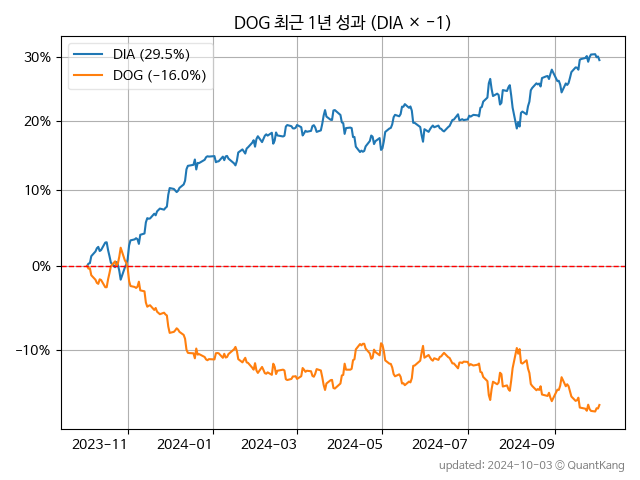 DOG 최근 1년 성과 (DIA × −1)
DIA (29.5%)
DOG (−16.0%)
30%
20%
10%
0%
−10%
2023-11 2024-01 2024-03 2024-05 2024-07 2024-09
updated: 2024-10-03 © QuantKang